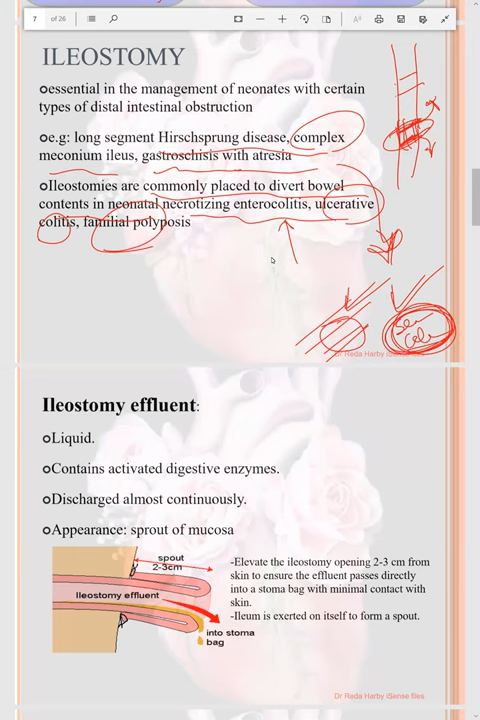 7 of 26
ILEOSTOMY
essential in the management of neonates with certain
types of distal intestinal obstruction
e.g: long segment Hirschsprung disease, complex
meconium ileus, gastroschisis with atresia
Ileostomies are commonly placed to divert bowel
contents in neonatal necrotizing enterocolitis, ulcerative
colitis, familial polyposis
Dr Reda Harby iSense files
Ileostomy effluent:
Liquid.
Contains activated digestive enzymes.
Discharged almost continuously.
Appearance: sprout of mucosa
spout
2-3cm
Ileostomy effluent
into stoma
bag
-Elevate the ileostomy opening 2-3 cm from
skin to ensure the effluent passes directly
into a stoma bag with minimal contact with
skin.
-Ileum is exerted on itself to form a spout.
Dr Reda Harby iSense files